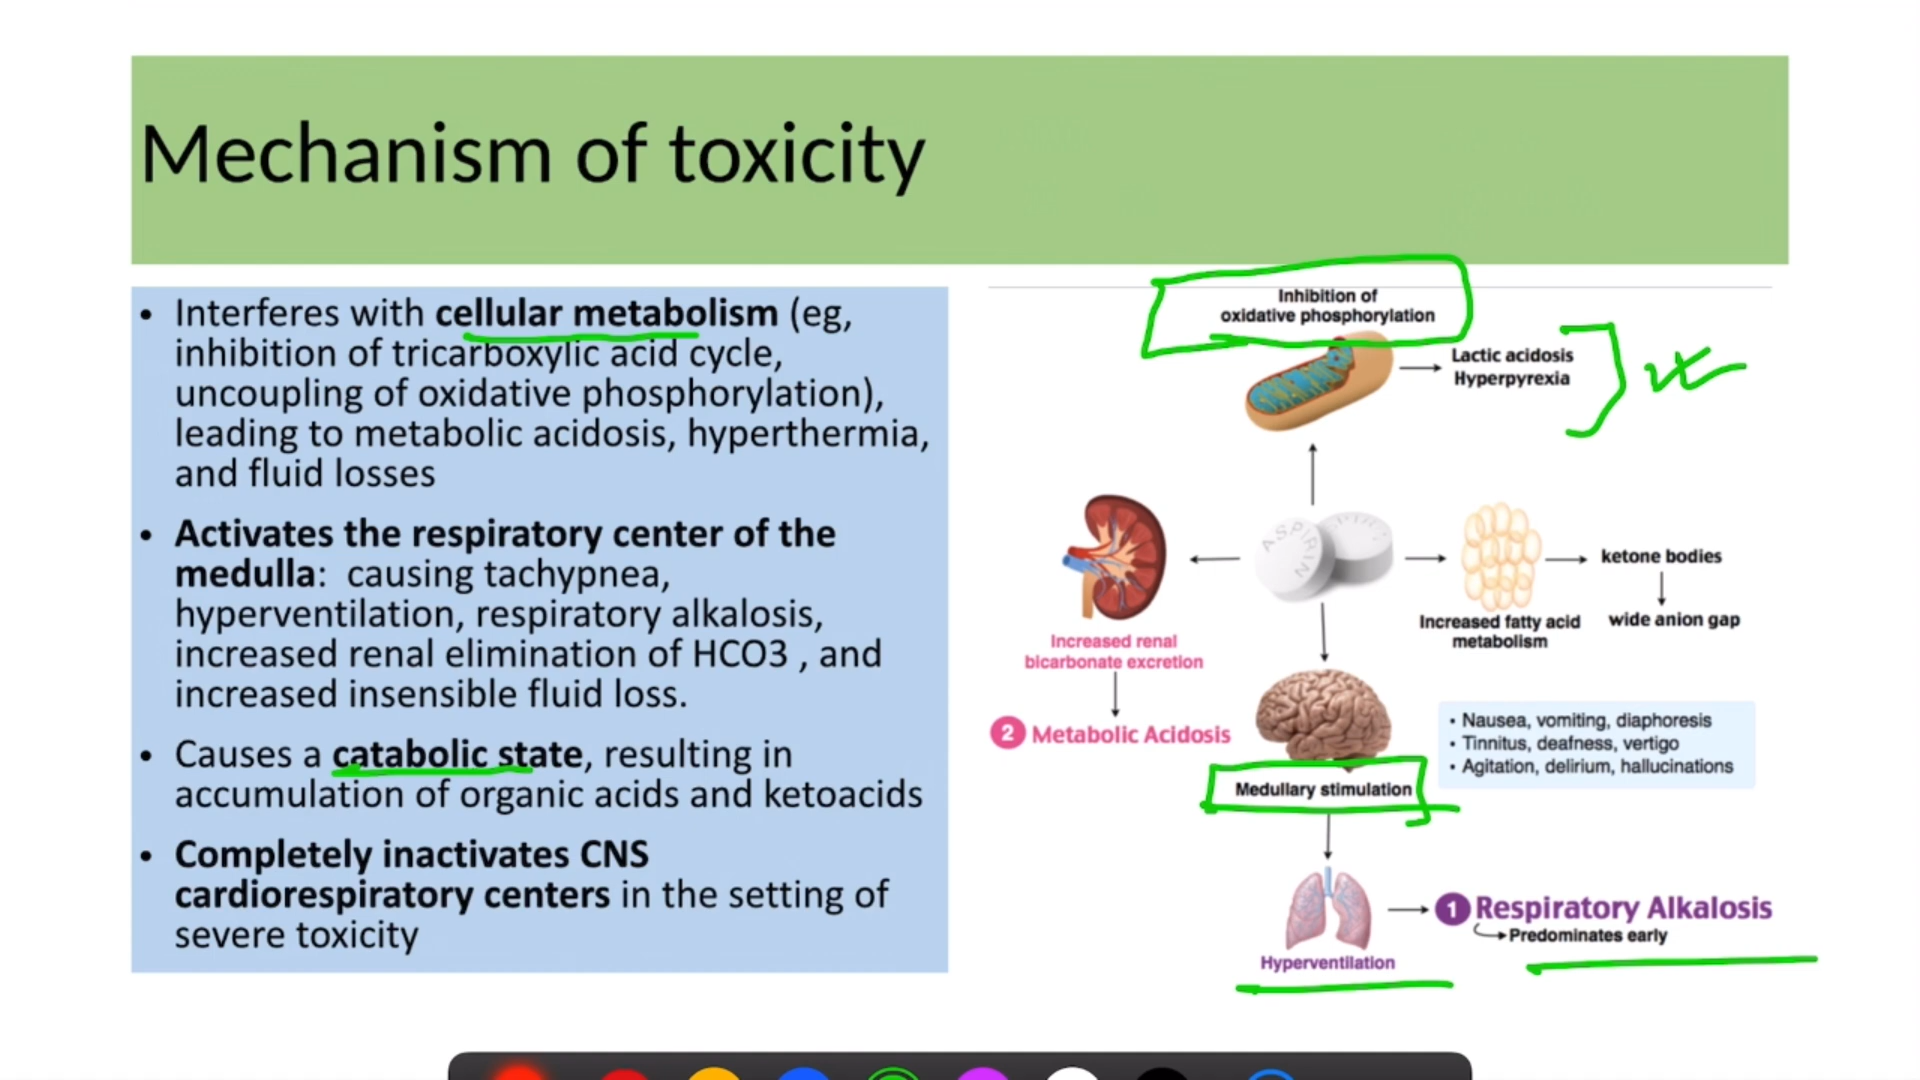 Mechanism of toxicity
• Interferes with cellular metabolism (eg,
inhibition of tricarboxylic acid cycle,
uncoupling of oxidative phosphorylation),
leading to metabolic acidosis, hyperthermia,
and fluid losses
• Activates the respiratory center of the
medulla: causing tachypnea,
hyperventilation, respiratory alkalosis,
increased renal elimination of HCO3 , and
increased insensible fluid loss.
• Causes a catabolic state, resulting in
accumulation of organic acids and ketoacids
• Completely inactivates CNS
cardiorespiratory centers in the setting of
severe toxicity
Inhibition of
oxidative phosphorylation
Lactic acidosis
Hyperpyrexia
ASPIRIN
ketone bodies
wide anion gap
Increased fatty acid
metabolism
Increased renal
bicarbonate excretion
2 Metabolic Acidosis
• Nausea, vomiting, diaphoresis
• Tinnitus, deafness, vertigo
• Agitation, delirium, hallucinations
Medullary stimulation
1 Respiratory Alkalosis
Predominates early
Hyperventilation